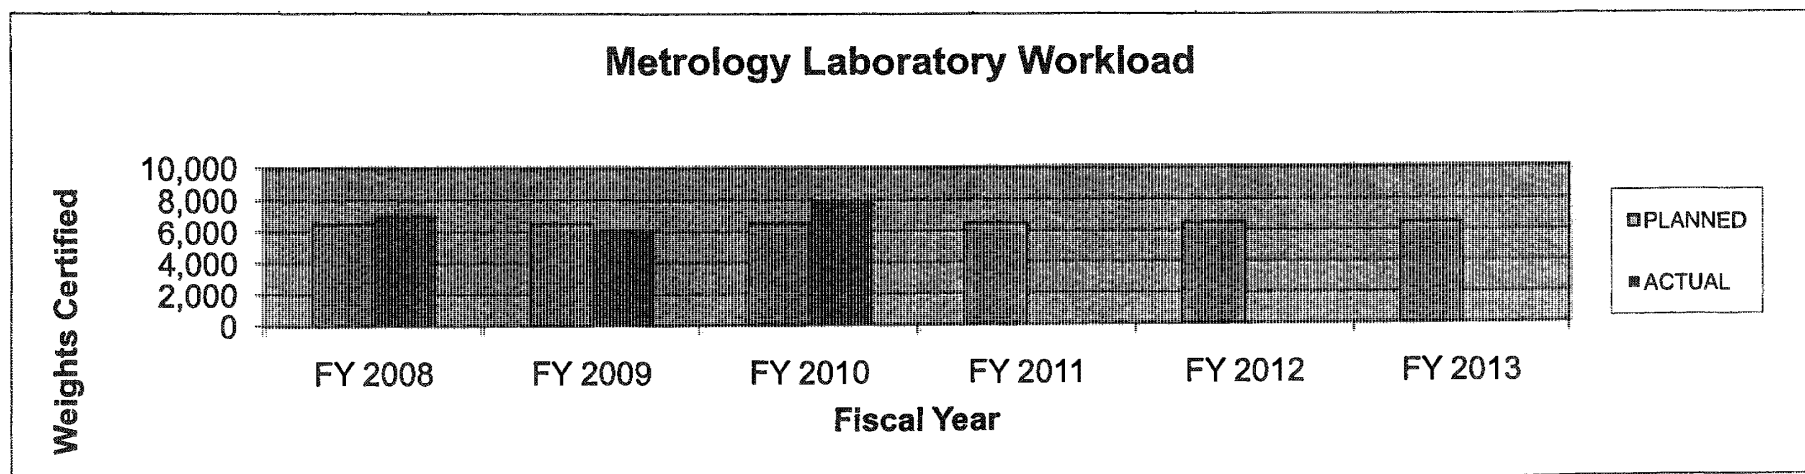 Metrology Laboratory Workload
Weights Certified
10,000
8,000
6,000
4,000
2,000
0
FY 2008 FY 2009 FY 2010 FY 2011 FY 2012 FY 2013
Fiscal Year
PLANNED
ACTUAL